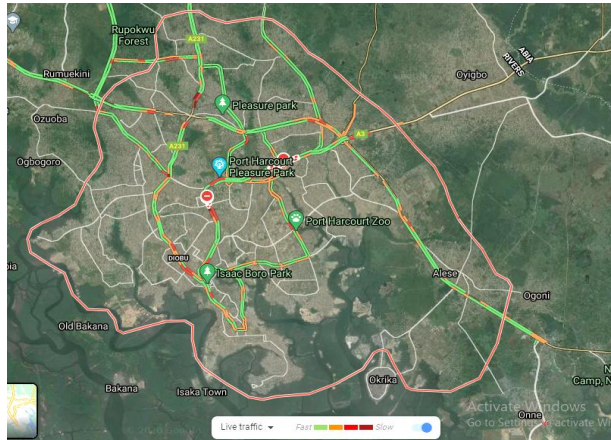 Rupokwu
Forest
A231
Rumuekini
ABIA
RIVERS
Oyigbo
Pleasure park
Ozuoba
A3
A231
Ogbogoro
Port Harcourt
Pleasure Park
Port Harcourt Zoo
DIOBU
Isaac Boro Park
Alese
Ogoni
Old Bakana
Bakana
Isaka Town
Okrika
Camp, N
Onne
Activate Windows
Go to Settings to activate W
Live traffic
Fast
Slow